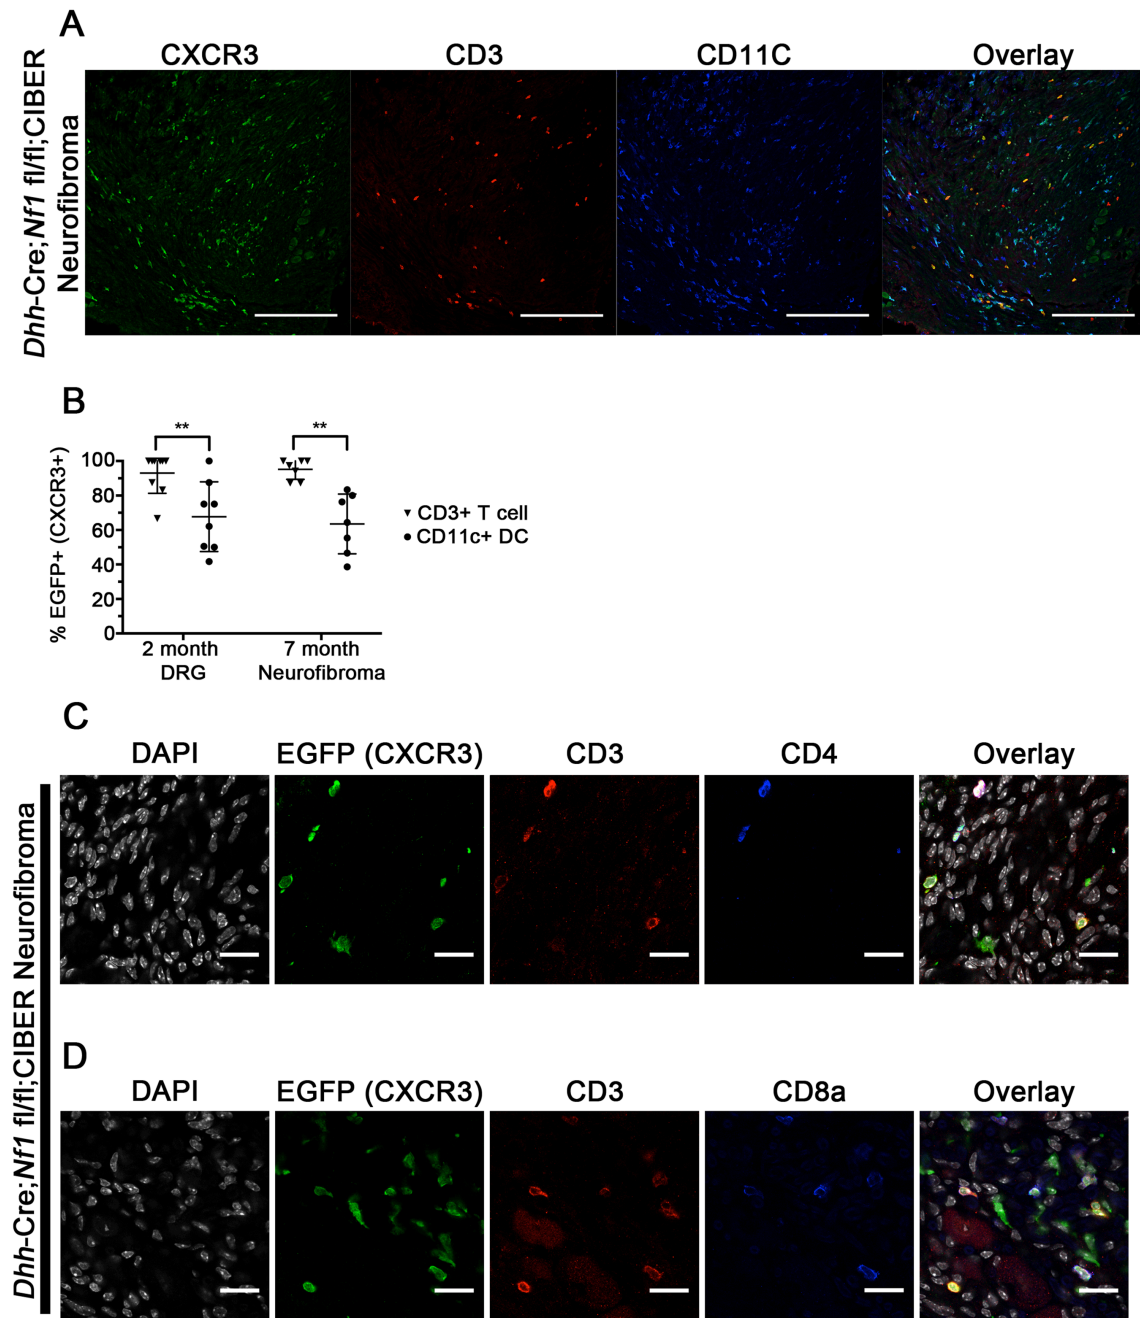 A
CXCR3 CD3 CD11C Overlay
Dhh-Cre;Nf1 fl/fl;CIBER
Neurofibroma
B
** **
% EGFP+ (CXCR3+)
100
80
60
40
20
0
2 month
DRG
7 month
Neurofibroma
CD3+ T cell
CD11c+ DC
C
DAPI EGFP (CXCR3) CD3 CD4 Overlay
Dhh-Cre;Nf1 fl/fl;CIBER Neurofibroma
D
DAPI EGFP (CXCR3) CD3 CD8a Overlay